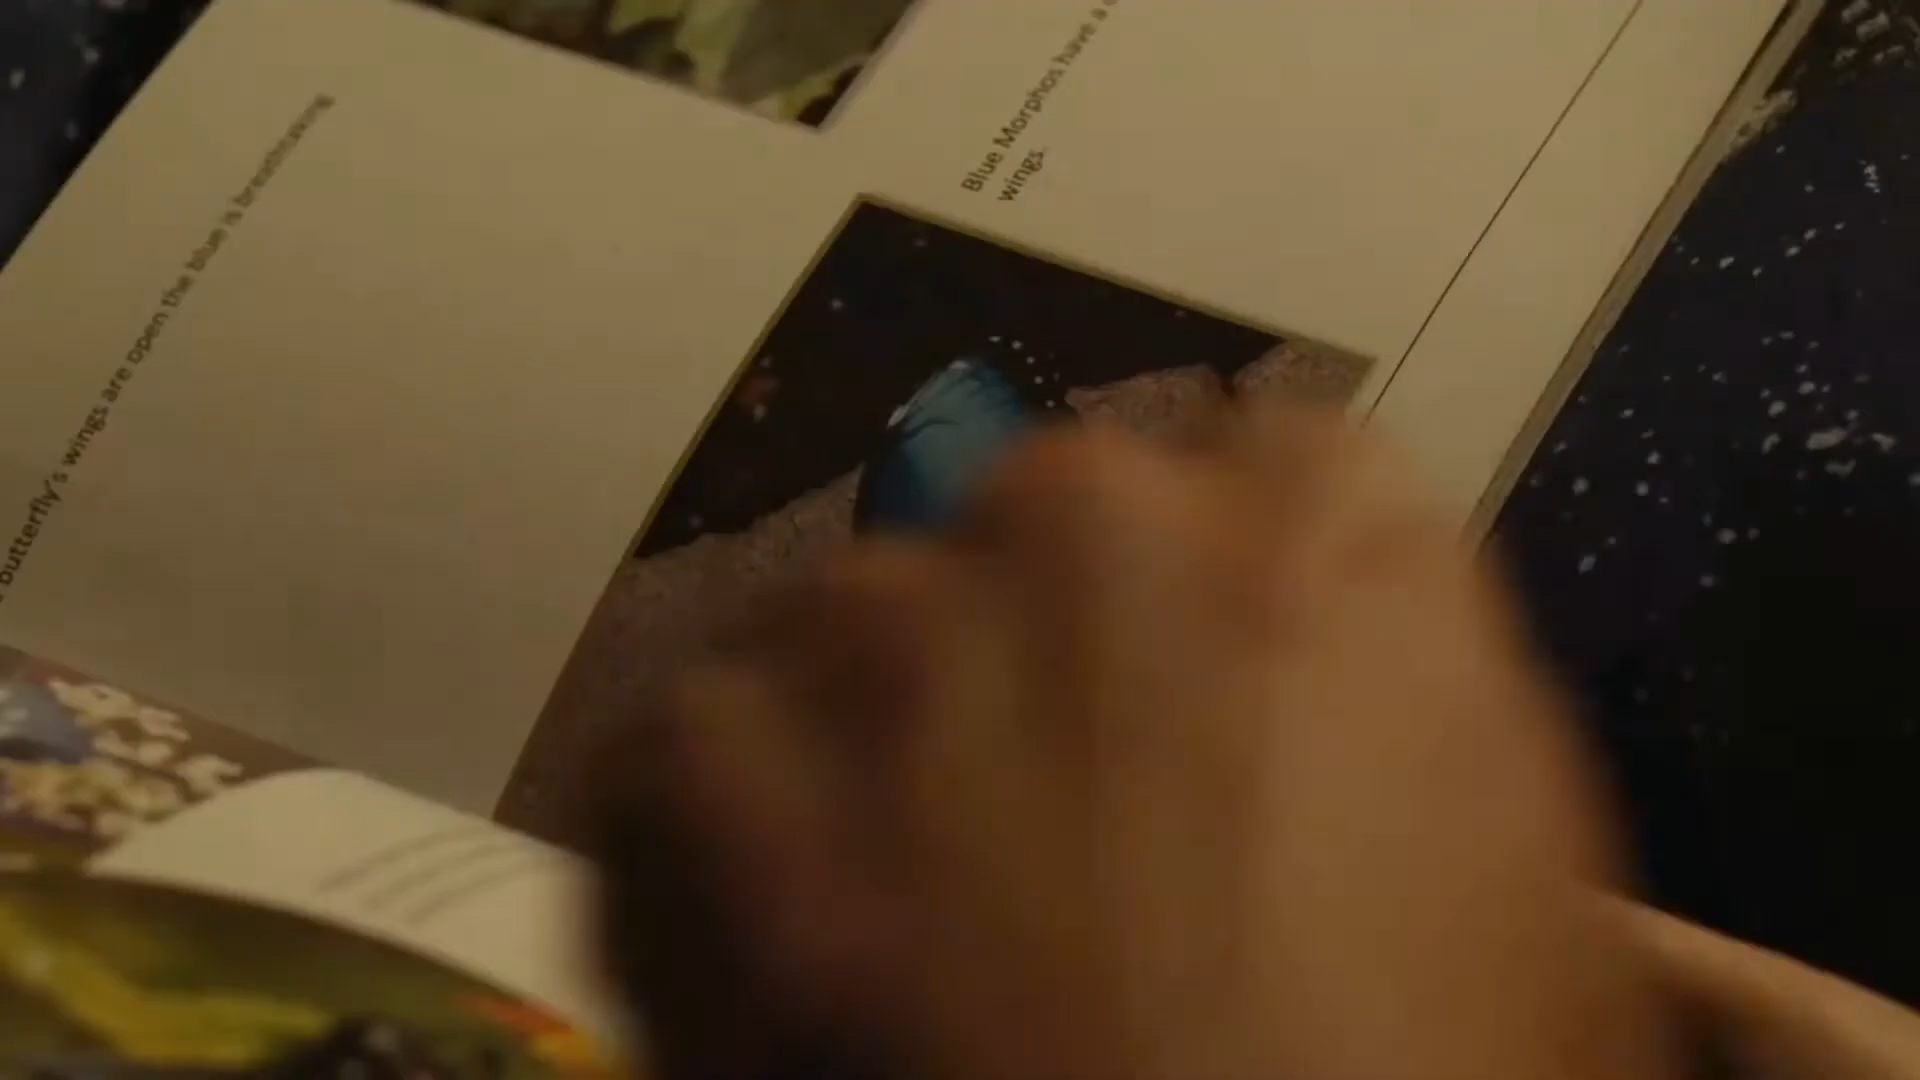 butterfly's wings are open the blue is breathtaking
Blue Morphos have a
wings.